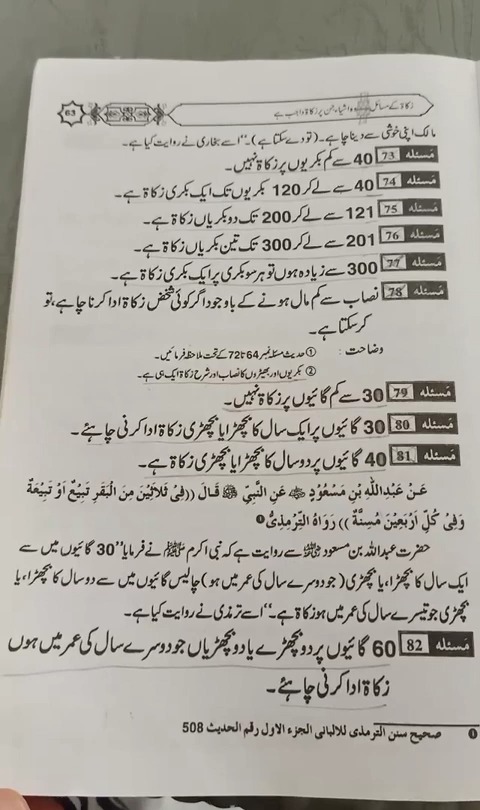 زکاۃ کے مسائل وہ اشیاء جن پر زکاۃ واجب ہے 63
مالک اپنی خوشی سے دینا چاہے۔ (تو دے سکتا ہے)۔“ اسے بخاری نے روایت کیا ہے۔
مسئلہ 73 40 سے کم بکریوں پر زکاۃ نہیں۔
مسئلہ 74 40 سے لے کر 120 بکریوں تک ایک بکری زکاۃ ہے۔
مسئلہ 75 121 سے لے کر 200 تک دو بکریاں زکاۃ ہے۔
مسئلہ 76 201 سے لے کر 300 تک تین بکریاں زکاۃ ہے۔
مسئلہ 77 300 سے زیادہ ہوں تو ہر سو بکری پر ایک بکری زکاۃ ہے۔
مسئلہ 78 نصاب سے کم مال ہونے کے باوجود اگر کوئی شخص زکاۃ ادا کرنا چاہے، تو
کر سکتا ہے۔
وضاحت : ① حدیث مسئلہ نمبر 64 تا 72 کے تحت ملاحظہ فرمائیں۔
② بکریوں اور بھیڑوں کا نصاب اور شرح زکاۃ ایک ہی ہے۔
مسئلہ 79 30 سے کم گائیوں پر زکاۃ نہیں۔
مسئلہ 80 30 گائیوں پر ایک سال کا بچھڑا یا بچھڑی زکاۃ ادا کرنی چاہئے۔
مسئلہ 81 40 گائیوں پر دو سال کا بچھڑا یا بچھڑی زکاۃ ہے۔
عَنْ عَبْدِاللّٰهِ بْنِ مَسْعُوْدٍ ﷺ عَنِ النَّبِيِّ ﷺ قَالَ ((فِیْ ثَلَاثِيْنَ مِنَ الْبَقَرِ تَبِيْعٌ اَوْ تَبِيْعَةٌ
وَفِیْ كُلِّ اَرْبَعِيْنَ مُسِنَّةٌ)) رَوَاهُ التِّرْمِذِیُّ ❶
حضرت عبداللہ بن مسعود سے روایت ہے کہ نبی اکرم ﷺ نے فرمایا ”30 گائیوں میں سے
ایک سال کا بچھڑا، یا بچھڑی (جو دوسرے سال کی عمر میں ہو) چالیس گائیوں میں سے دو سال کا بچھڑا، یا
بچھڑی جو تیسرے سال کی عمر میں ہو زکاۃ ہے۔“ اسے ترمذی نے روایت کیا ہے۔
مسئلہ 82 60 گائیوں پر دو بچھڑے یا دو بچھڑیاں جو دوسرے سال کی عمر میں ہوں
زکاۃ ادا کرنی چاہئے۔
❶ صحیح سنن الترمذی للالبانی الجزء الاول رقم الحدیث 508